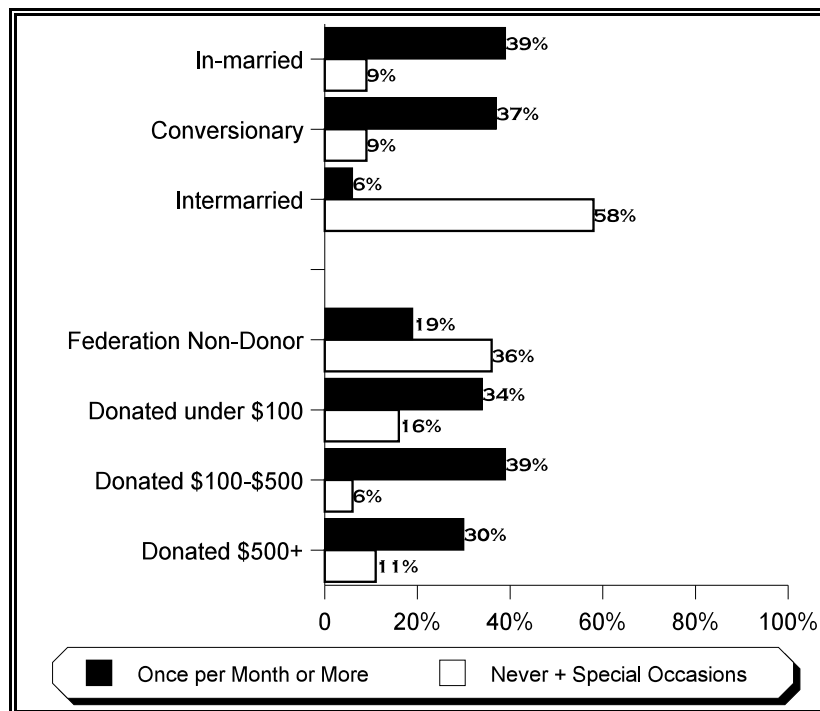 In-married
39%
9%
Conversionary
37%
9%
Intermarried
6%
58%
Federation Non-Donor
19%
36%
Donated under $100
34%
16%
Donated $100-$500
39%
6%
Donated $500+
30%
11%
0 20% 40% 60% 80% 100%
Once per Month or More Never + Special Occasions